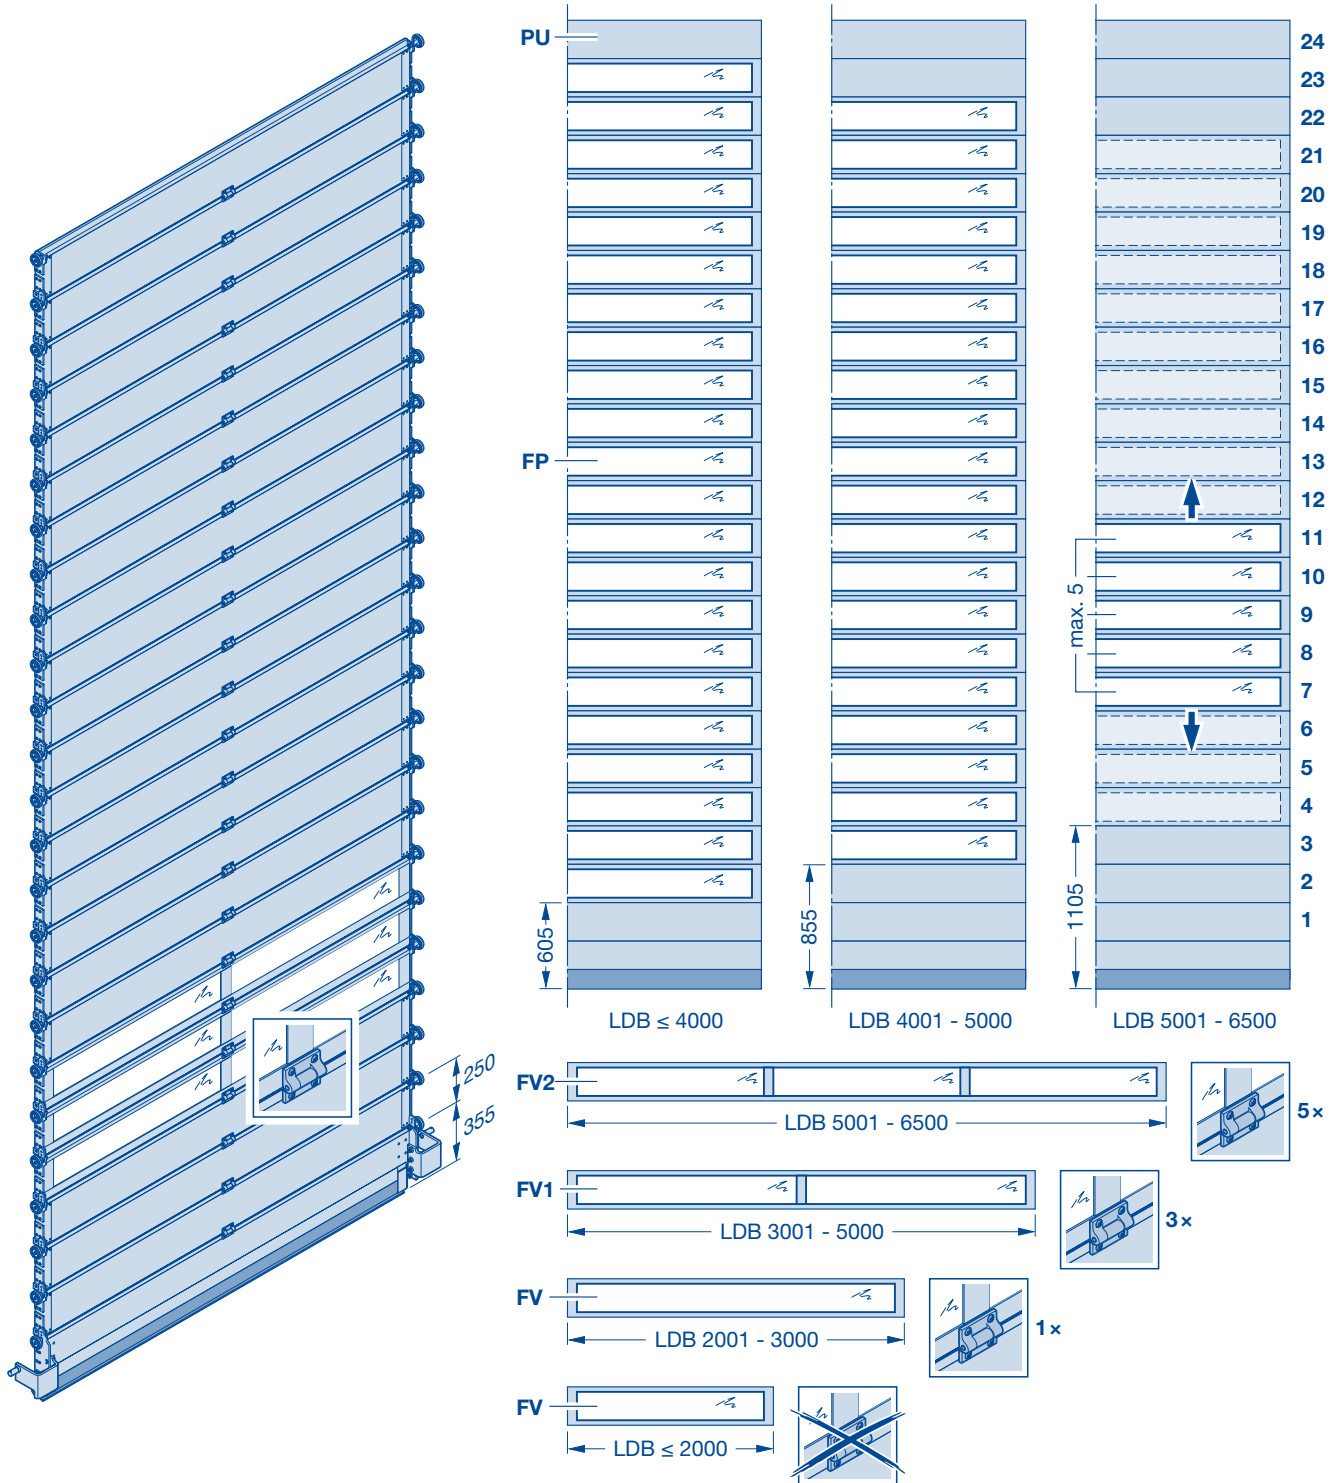 PU
24
23
22
21
20
19
18
17
16
15
14
FP
13
12
11
10
max. 5
9
8
7
6
5
4
3
2
1
605
855
1105
LDB ≤ 4000
LDB 4001 - 5000
LDB 5001 - 6500
250
355
FV2
LDB 5001 - 6500
5×
FV1
LDB 3001 - 5000
3×
FV
LDB 2001 - 3000
1×
FV
LDB ≤ 2000